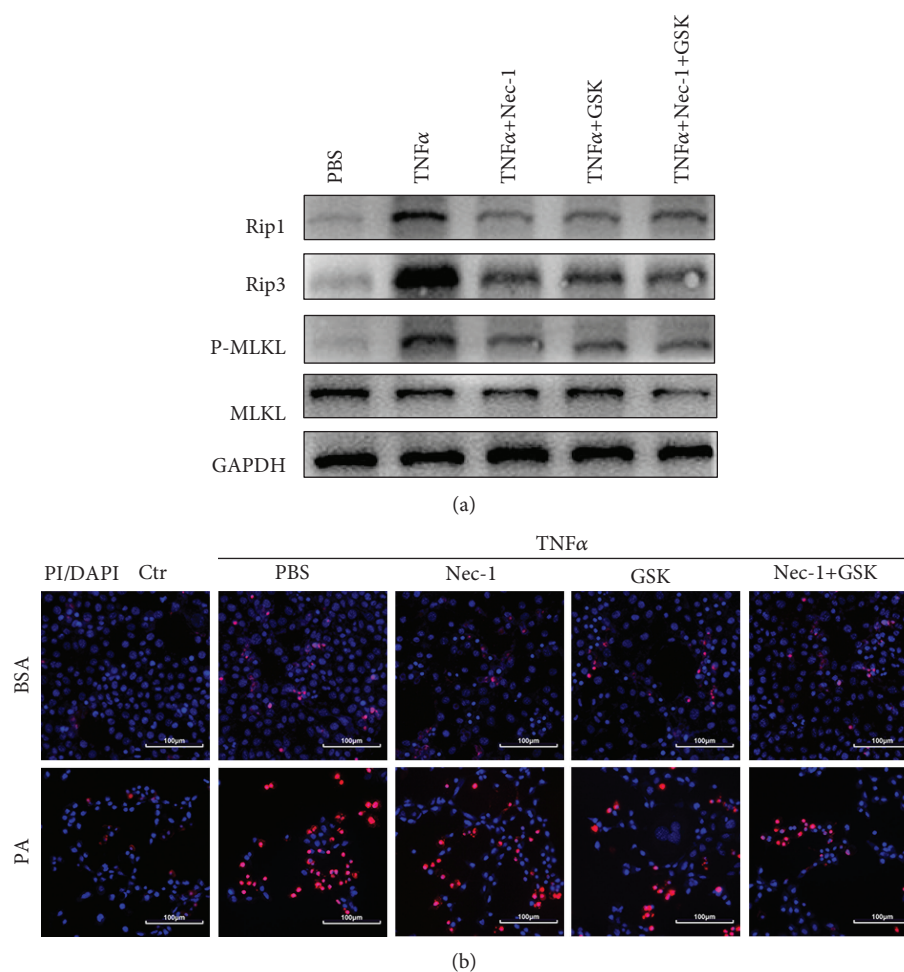 PBS
TNFα
TNFα+Nec-1
TNFα+GSK
TNFα+Nec-1+GSK
Rip1
Rip3
P-MLKL
MLKL
GAPDH
(a)
TNFα
PI/DAPI Ctr PBS Nec-1 GSK Nec-1+GSK
BSA
100μm 100μm 100μm 100μm 100μm
PA
100μm 100μm 100μm 100μm 100μm
(b)